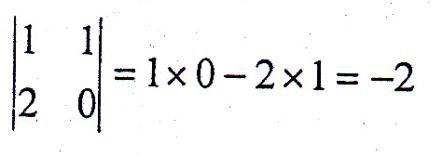 |1 1|
|2 0| = 1×0−2×1=−2